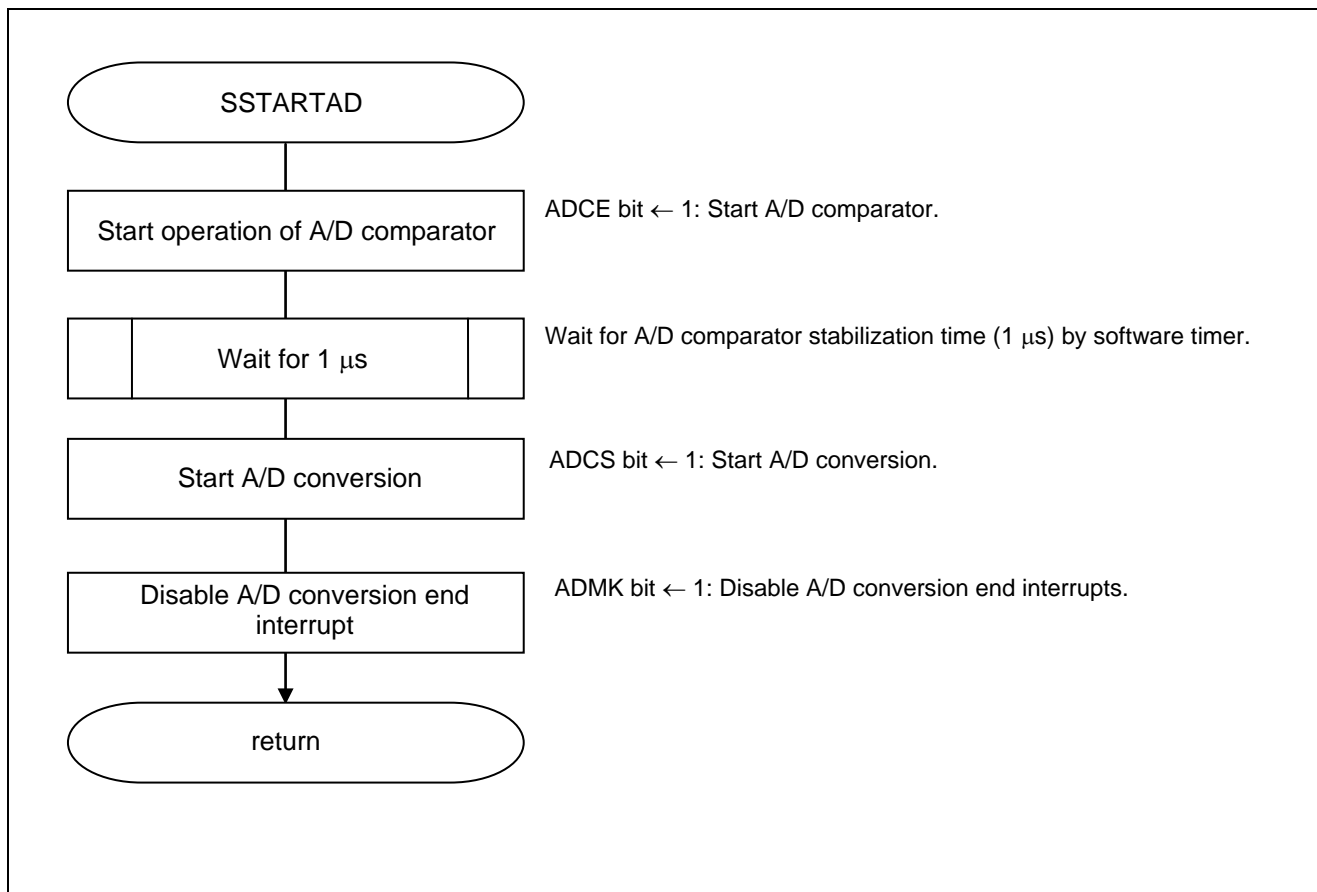 SSTARTAD
Start operation of A/D comparator
ADCE bit ← 1: Start A/D comparator.
Wait for 1 μs
Wait for A/D comparator stabilization time (1 μs) by software timer.
Start A/D conversion
ADCS bit ← 1: Start A/D conversion.
Disable A/D conversion end
interrupt
ADMK bit ← 1: Disable A/D conversion end interrupts.
return